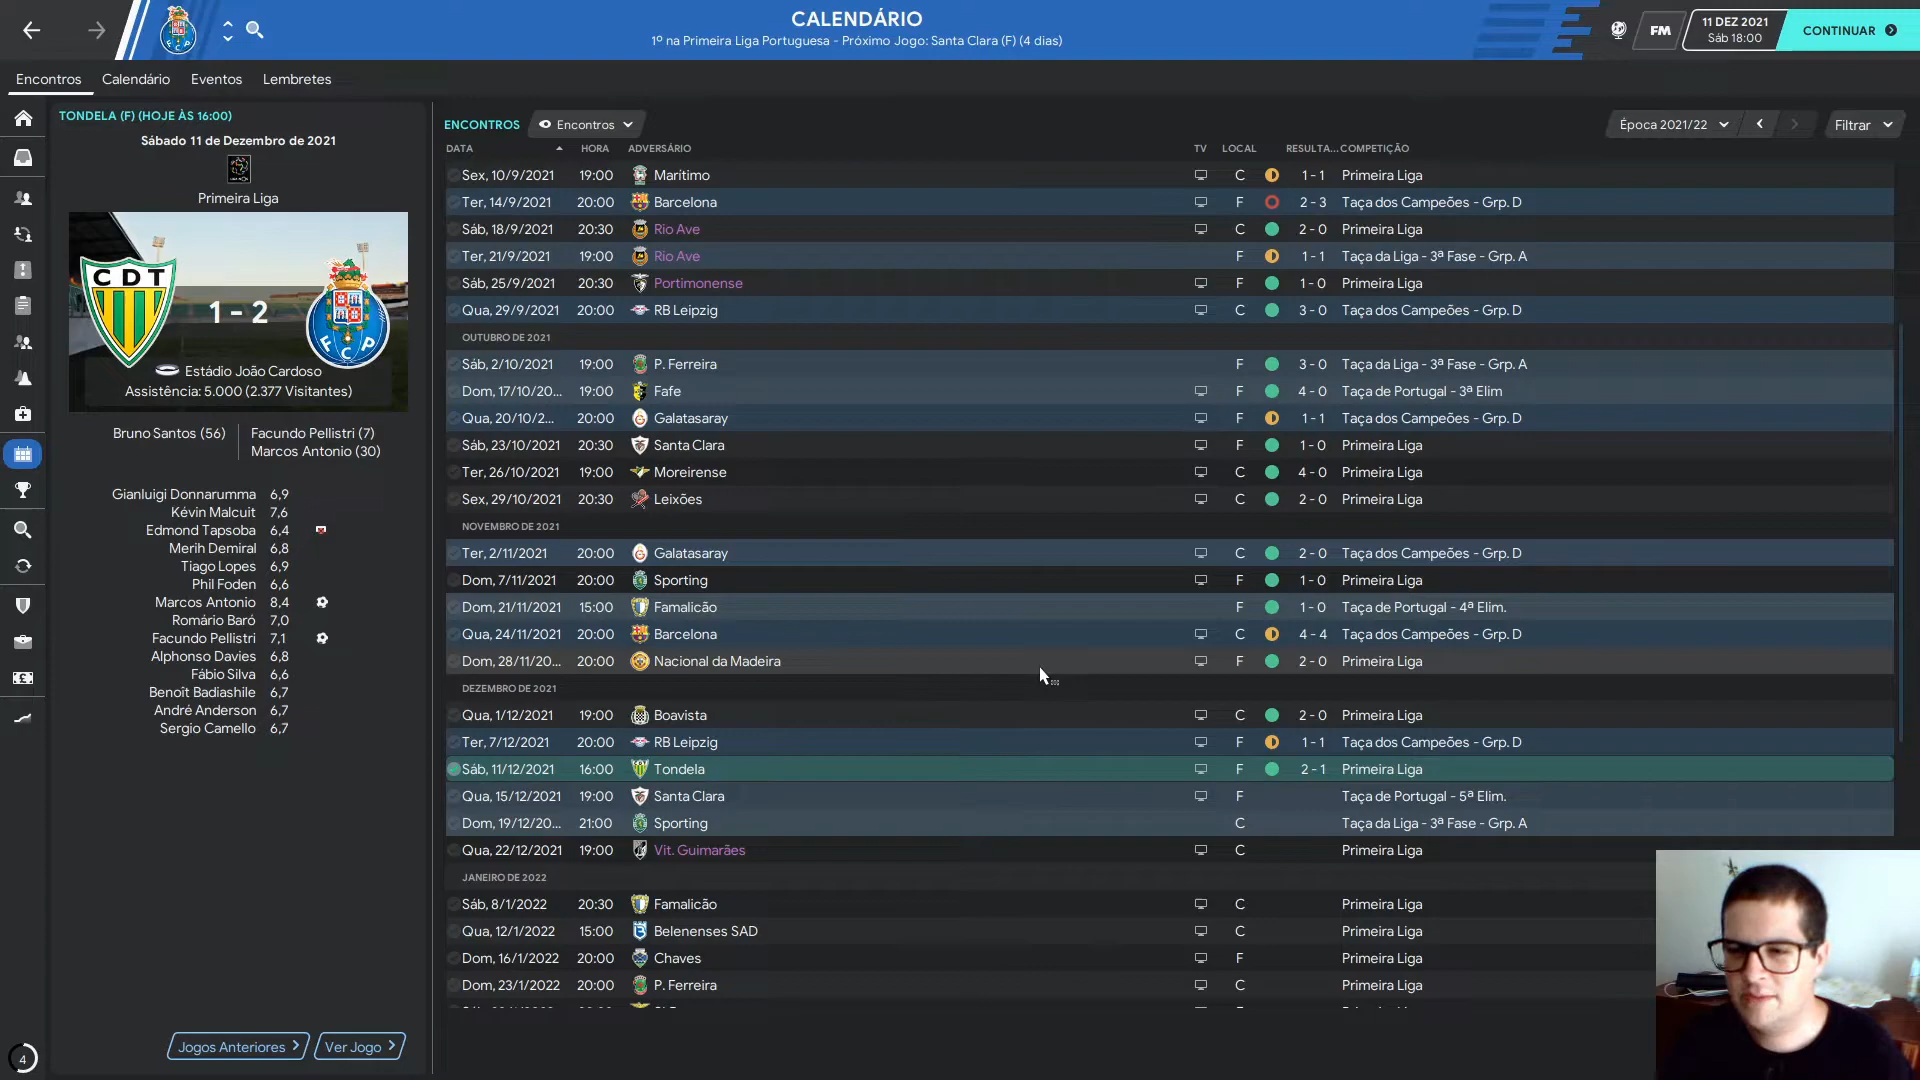 CALENDÁRIO
1º na Primeira Liga Portuguesa - Próximo Jogo: Santa Clara (F) (4 dias)
FM
11 DEZ 2021
Sáb 18:00
CONTINUAR
Encontros Calendário Eventos Lembretes
TONDELA (F) (HOJE ÀS 16:00)
Sábado 11 de Dezembro de 2021
Primeira Liga
CDT
1 - 2
FCP
Estádio João Cardoso
Assistência: 5.000 (2.377 Visitantes)
Bruno Santos (56) Facundo Pellistri (7)
Marcos Antonio (30)
Gianluigi Donnarumma 6,9
Kévin Malcuit 7,6
Edmond Tapsoba 6,4
Merih Demiral 6,8
Tiago Lopes 6,9
Phil Foden 6,6
Marcos Antonio 8,4
Romário Baró 7,0
Facundo Pellistri 7,1
Alphonso Davies 6,8
Fábio Silva 6,6
Benoît Badiashile 6,7
André Anderson 6,7
Sergio Camello 6,7
Jogos Anteriores Ver Jogo
4
ENCONTROS Encontros Época 2021/22 Filtrar
DATA HORA ADVERSÁRIO TV LOCAL RESULTA... COMPETIÇÃO
Sex, 10/9/2021 19:00 Marítimo C 1 - 1 Primeira Liga
Ter, 14/9/2021 20:00 Barcelona F 2 - 3 Taça dos Campeões - Grp. D
Sáb, 18/9/2021 20:30 Rio Ave C 2 - 0 Primeira Liga
Ter, 21/9/2021 19:00 Rio Ave F 1 - 1 Taça da Liga - 3ª Fase - Grp. A
Sáb, 25/9/2021 20:30 Portimonense F 1 - 0 Primeira Liga
Qua, 29/9/2021 20:00 RB Leipzig C 3 - 0 Taça dos Campeões - Grp. D
OUTUBRO DE 2021
Sáb, 2/10/2021 19:00 P. Ferreira F 3 - 0 Taça da Liga - 3ª Fase - Grp. A
Dom, 17/10/20... 19:00 Fafe F 4 - 0 Taça de Portugal - 3ª Elim
Qua, 20/10/2... 20:00 Galatasaray F 1 - 1 Taça dos Campeões - Grp. D
Sáb, 23/10/2021 20:30 Santa Clara F 1 - 0 Primeira Liga
Ter, 26/10/2021 19:00 Moreirense C 4 - 0 Primeira Liga
Sex, 29/10/2021 20:30 Leixões C 2 - 0 Primeira Liga
NOVEMBRO DE 2021
Ter, 2/11/2021 20:00 Galatasaray C 2 - 0 Taça dos Campeões - Grp. D
Dom, 7/11/2021 20:00 Sporting F 1 - 0 Primeira Liga
Dom, 21/11/2021 15:00 Famalicão F 1 - 0 Taça de Portugal - 4ª Elim.
Qua, 24/11/2021 20:00 Barcelona C 4 - 4 Taça dos Campeões - Grp. D
Dom, 28/11/20... 20:00 Nacional da Madeira F 2 - 0 Primeira Liga
DEZEMBRO DE 2021
Qua, 1/12/2021 19:00 Boavista C 2 - 0 Primeira Liga
Ter, 7/12/2021 20:00 RB Leipzig F 1 - 1 Taça dos Campeões - Grp. D
Sáb, 11/12/2021 16:00 Tondela F 2 - 1 Primeira Liga
Qua, 15/12/2021 19:00 Santa Clara F Taça de Portugal - 5ª Elim.
Dom, 19/12/20... 21:00 Sporting C Taça da Liga - 3ª Fase - Grp. A
Qua, 22/12/2021 19:00 Vit. Guimarães C Primeira Liga
JANEIRO DE 2022
Sáb, 8/1/2022 20:30 Famalicão C Primeira Liga
Qua, 12/1/2022 15:00 Belenenses SAD C Primeira Liga
Dom, 16/1/2022 20:00 Chaves F Primeira Liga
Dom, 23/1/2022 20:00 P. Ferreira C Primeira Liga